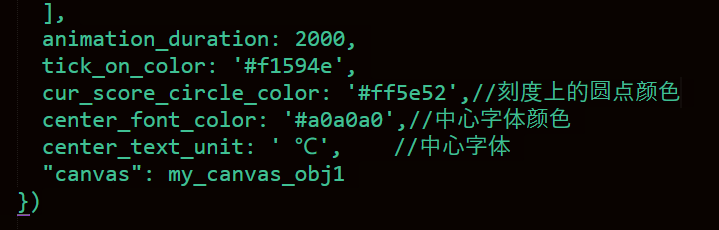 ],
animation_duration: 2000,
tick_on_color: '#f1594e',
cur_score_circle_color: '#ff5e52',//刻度上的圆点颜色
center_font_color: '#a0a0a0',//中心字体颜色
center_text_unit: ' ℃',    //中心字体
"canvas": my_canvas_obj1
})